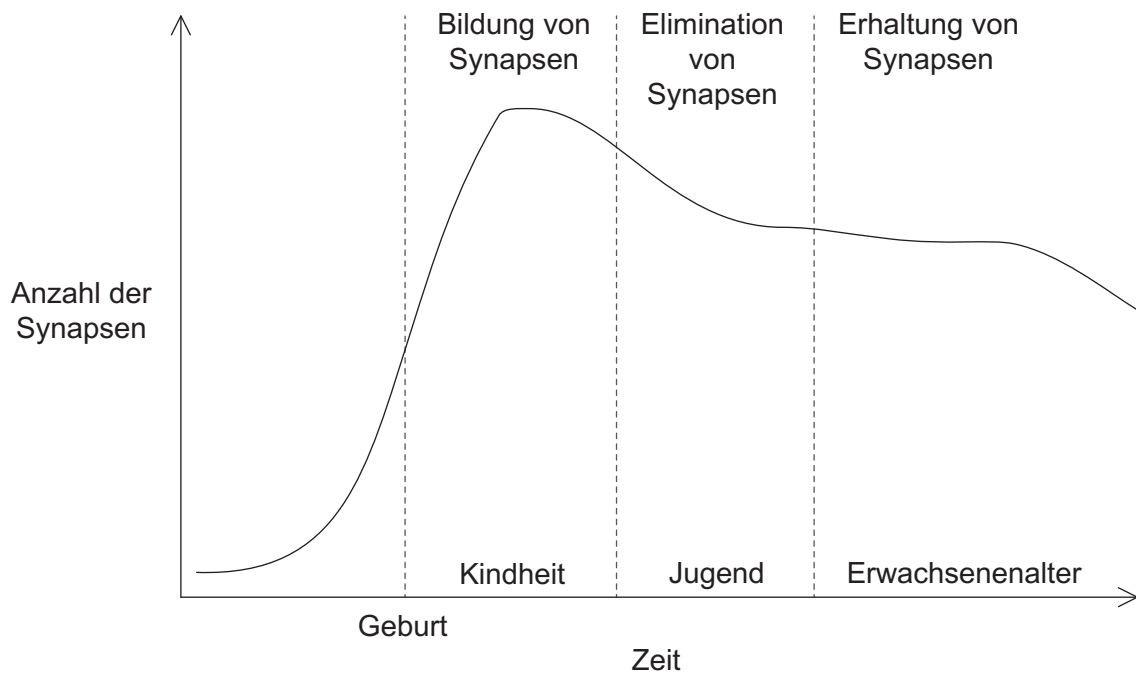 Bildung von
Synapsen
Elimination
von
Synapsen
Erhaltung von
Synapsen
Anzahl der
Synapsen
Kindheit
Jugend
Erwachsenenalter
Geburt
Zeit